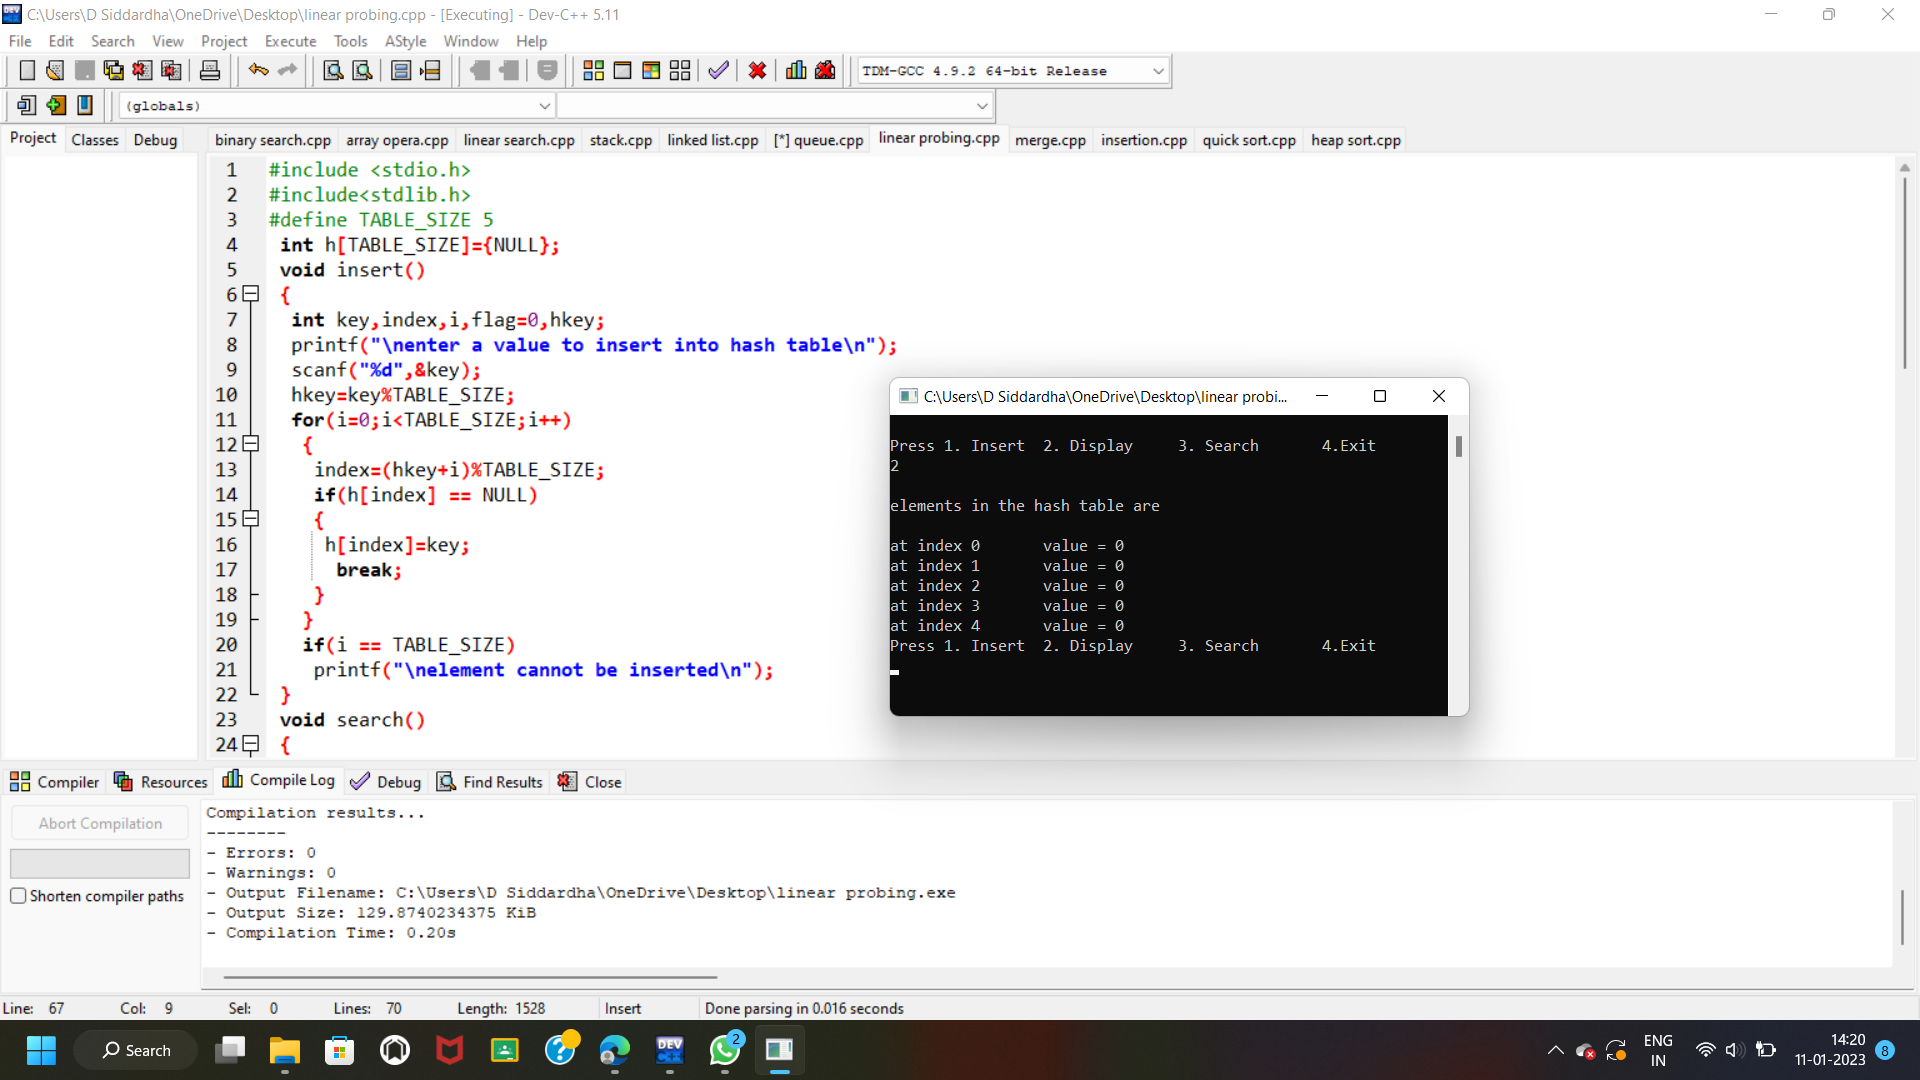 C:\Users\D Siddardha\OneDrive\Desktop\linear probing.cpp - [Executing] - Dev-C++ 5.11
File Edit Search View Project Execute Tools AStyle Window Help
TDM-GCC 4.9.2 64-bit Release
(globals)
Project Classes Debug
binary search.cpp array opera.cpp linear search.cpp stack.cpp linked list.cpp [*] queue.cpp linear probing.cpp merge.cpp insertion.cpp quick sort.cpp heap sort.cpp
1 #include <stdio.h>
2 #include<stdlib.h>
3 #define TABLE_SIZE 5
4 int h[TABLE_SIZE]={NULL};
5 void insert()
6 {
7 int key,index,i,flag=0,hkey;
8 printf("\nenter a value to insert into hash table\n");
9 scanf("%d",&key);
10 hkey=key%TABLE_SIZE;
11 for(i=0;i<TABLE_SIZE;i++)
12 {
13 index=(hkey+i)%TABLE_SIZE;
14 if(h[index] == NULL)
15 {
16 h[index]=key;
17 break;
18 }
19 }
20 if(i == TABLE_SIZE)
21 printf("\nelement cannot be inserted\n");
22 }
23 void search()
24 {
C:\Users\D Siddardha\OneDrive\Desktop\linear probi...
Press 1. Insert 2. Display 3. Search 4.Exit
2
elements in the hash table are
at index 0 value = 0
at index 1 value = 0
at index 2 value = 0
at index 3 value = 0
at index 4 value = 0
Press 1. Insert 2. Display 3. Search 4.Exit
Compiler Resources Compile Log Debug Find Results Close
Abort Compilation
Shorten compiler paths
Compilation results...
--------
- Errors: 0
- Warnings: 0
- Output Filename: C:\Users\D Siddardha\OneDrive\Desktop\linear probing.exe
- Output Size: 129.8740234375 KiB
- Compilation Time: 0.20s
Line: 67 Col: 9 Sel: 0 Lines: 70 Length: 1528 Insert Done parsing in 0.016 seconds
Search
DEV C++
2
ENG
IN
14:20
11-01-2023
8